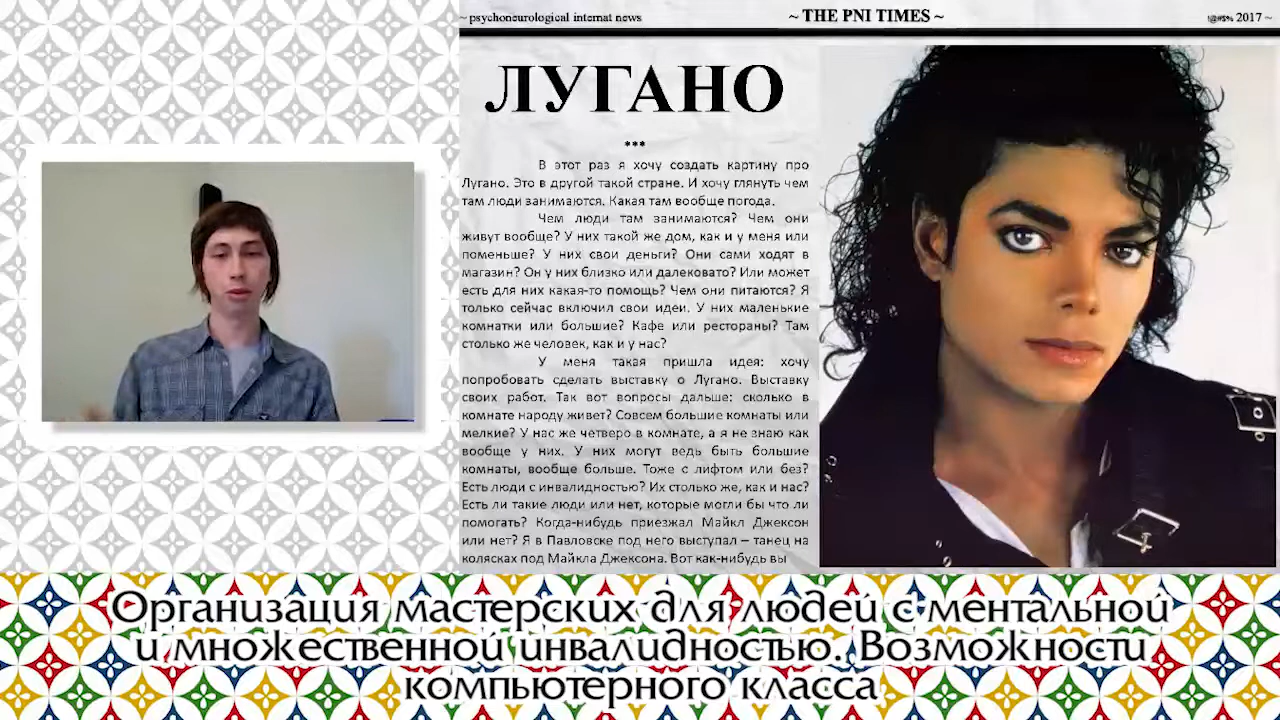 ~ psychoneurological internat news
~ THE PNI TIMES ~
!@#$% 2017 ~
ЛУГАНО
***
В этот раз я хочу создать картину про
Лугано. Это в другой такой стране. И хочу глянуть чем
там люди занимаются. Какая там вообще погода.
Чем люди там занимаются? Чем они
живут вообще? У них такой же дом, как и у меня или
поменьше? У них свои деньги? Они сами ходят в
магазин? Он у них близко или далековато? Или может
есть для них какая-то помощь? Чем они питаются? Я
только сейчас включил свои идеи. У них маленькие
комнатки или большие? Кафе или рестораны? Там
столько же человек, как и у нас?
У меня такая пришла идея: хочу
попробовать сделать выставку о Лугано. Выставку
своих работ. Так вот вопросы дальше: сколько в
комнате народу живет? Совсем большие комнаты или
мелкие? У нас же четверо в комнате, а я не знаю как
вообще у них. У них могут ведь быть большие
комнаты, вообще больше. Тоже с лифтом или без?
Есть люди с инвалидностью? Их столько же, как и нас?
Есть ли такие люди или нет, которые могли бы что ли
помогать? Когда-нибудь приезжал Майкл Джексон
или нет? Я в Павловске под него выступал – танец на
колясках под Майкла Джексона. Вот как-нибудь вы
Организация мастерских для людей с ментальной
и множественной инвалидностью. Возможности
компьютерного класса